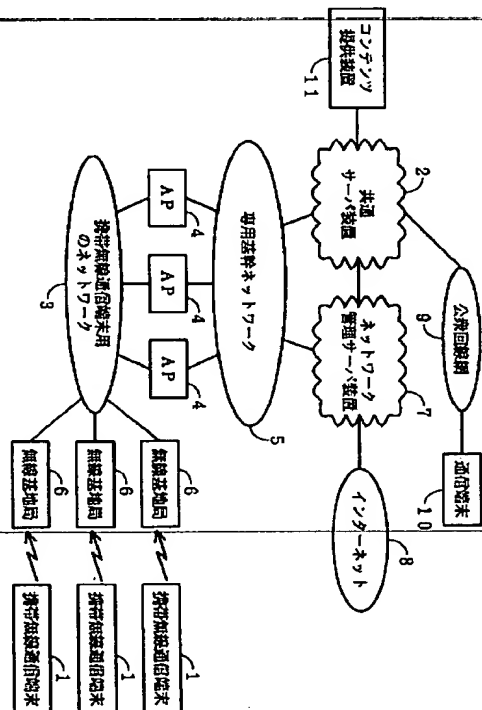 コンテンツ
提供装置
11
2
共通
サーバ装置
公衆回線網
9
通信端末
10
ネットワーク
管理サーバ装置
7
インターネット
8
専用基幹ネットワーク
5
AP
4
AP
4
AP
4
携帯無線通信端末用
のネットワーク
3
無線基地局
6
無線基地局
6
無線基地局
6
携帯無線通信端末
1
携帯無線通信端末
1
携帯無線通信端末
1